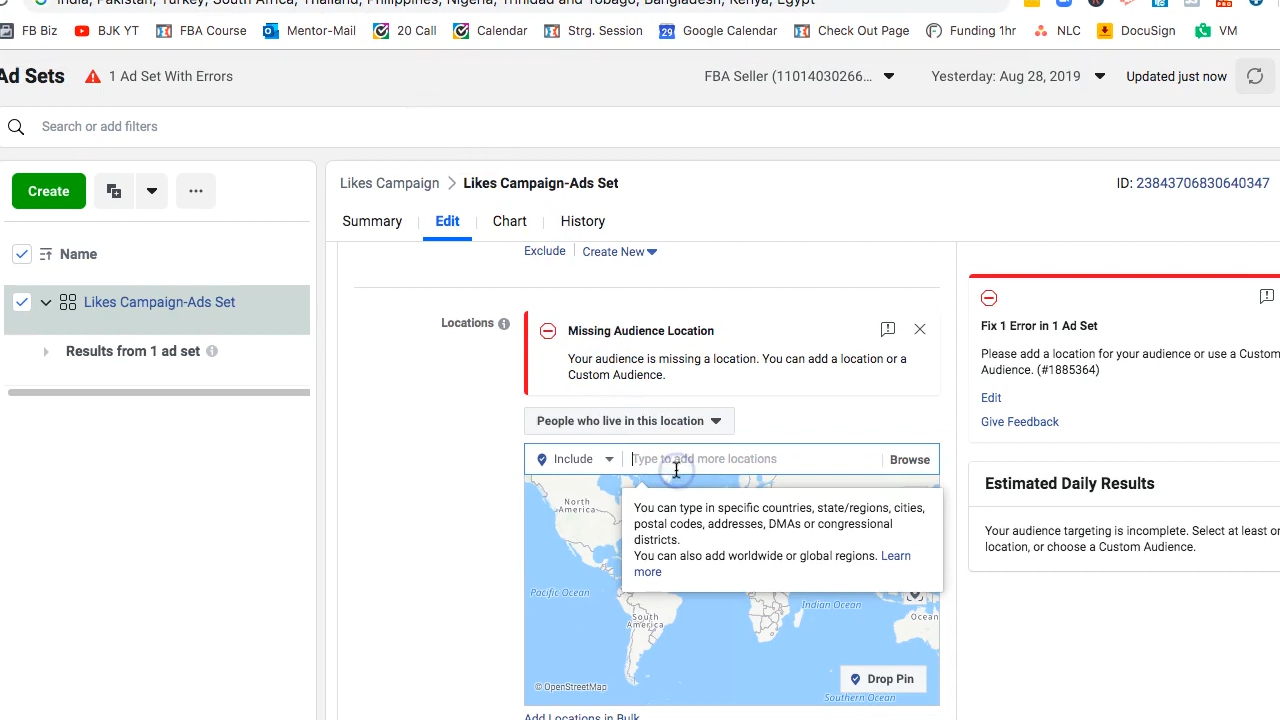 India, Pakistan, Turkey, South Africa, Thailand, Philippines, Nigeria, Trinidad and Tobago, Bangladesh, Kenya, Egypt
FB Biz BJK YT FBA Course Mentor-Mail 20 Call Calendar Strg. Session Google Calendar Check Out Page Funding 1hr NLC DocuSign VM
Ad Sets 1 Ad Set With Errors FBA Seller (11014030266... Yesterday: Aug 28, 2019 Updated just now
Search or add filters
Create
Likes Campaign Likes Campaign-Ads Set ID: 23843706830640347
Summary Edit Chart History
Name
Exclude Create New
Likes Campaign-Ads Set
Results from 1 ad set
Locations
Missing Audience Location
Your audience is missing a location. You can add a location or a
Custom Audience.
Fix 1 Error in 1 Ad Set
Please add a location for your audience or use a Custom
Audience. (#1885364)
Edit
Give Feedback
People who live in this location
Include Type to add more locations Browse
You can type in specific countries, state/regions, cities,
postal codes, addresses, DMAs or congressional
districts.
You can also add worldwide or global regions. Learn
more
Estimated Daily Results
Your audience targeting is incomplete. Select at least or
location, or choose a Custom Audience.
North
America
Pacific Ocean
South
America
Indian Ocean
Ocean
Drop Pin
© OpenStreetMap
Southern Ocean
Add Locations in Bulk